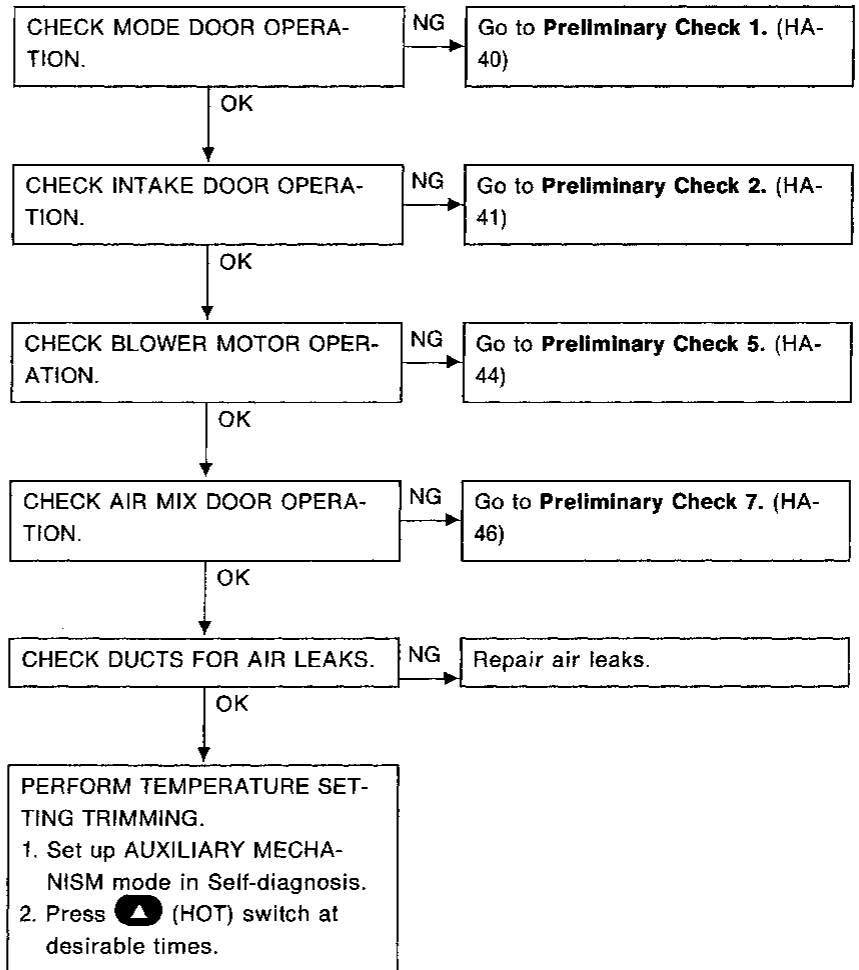 CHECK MODE DOOR OPERA-
TION.
NG
Go to Preliminary Check 1. (HA-
40)
OK
CHECK INTAKE DOOR OPERA-
TION.
NG
Go to Preliminary Check 2. (HA-
41)
OK
CHECK BLOWER MOTOR OPER-
ATION.
NG
Go to Preliminary Check 5. (HA-
44)
OK
CHECK AIR MIX DOOR OPERA-
TION.
NG
Go to Preliminary Check 7. (HA-
46)
OK
CHECK DUCTS FOR AIR LEAKS.
NG
Repair air leaks.
OK
PERFORM TEMPERATURE SET-
TING TRIMMING.
1. Set up AUXILIARY MECHA-
NISM mode in Self-diagnosis.
2. Press ▲ (HOT) switch at
desirable times.